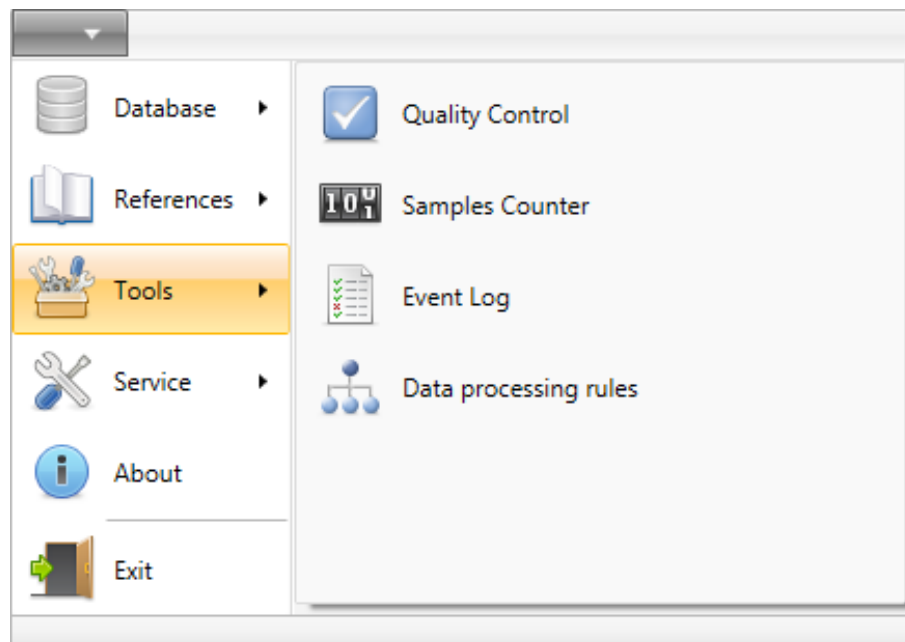 Database
References
Tools
Service
About
Exit
Quality Control
Samples Counter
Event Log
Data processing rules